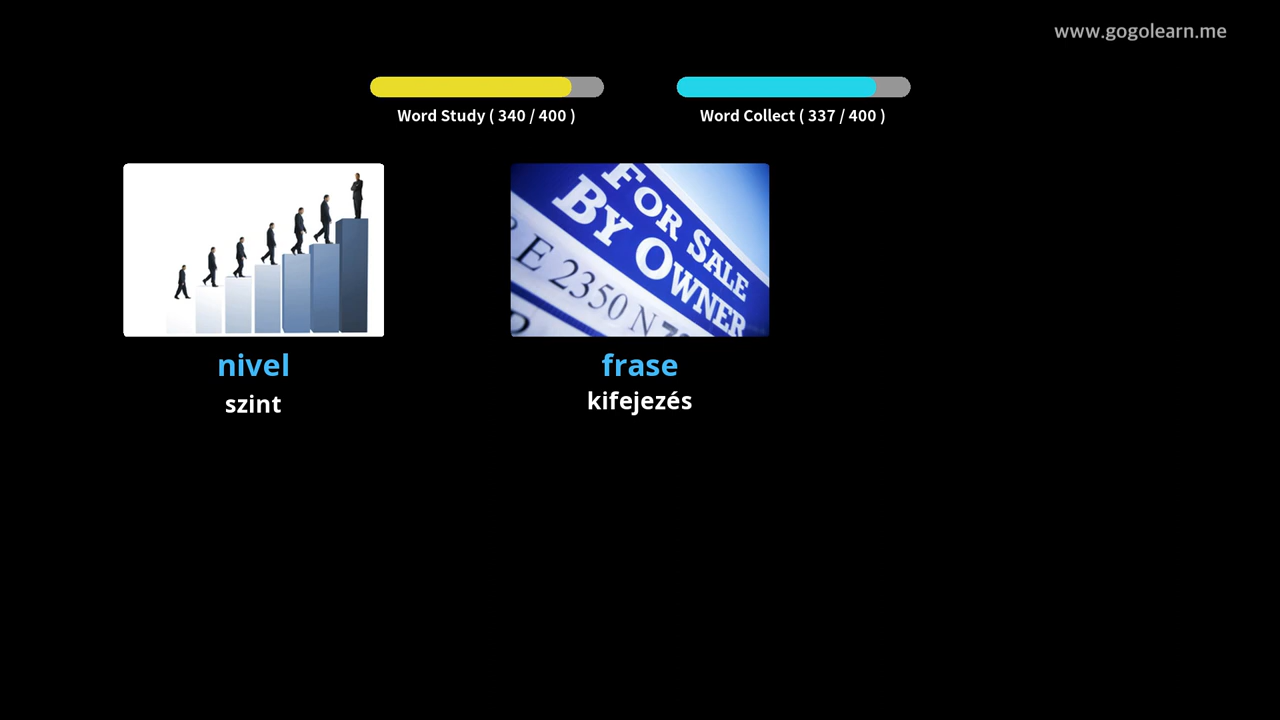 www.gogolearn.me
Word Study ( 340 / 400 )
Word Collect ( 337 / 400 )
FOR SALE
BY OWNER
E 2350 N
nivel
frase
szint
kifejezés